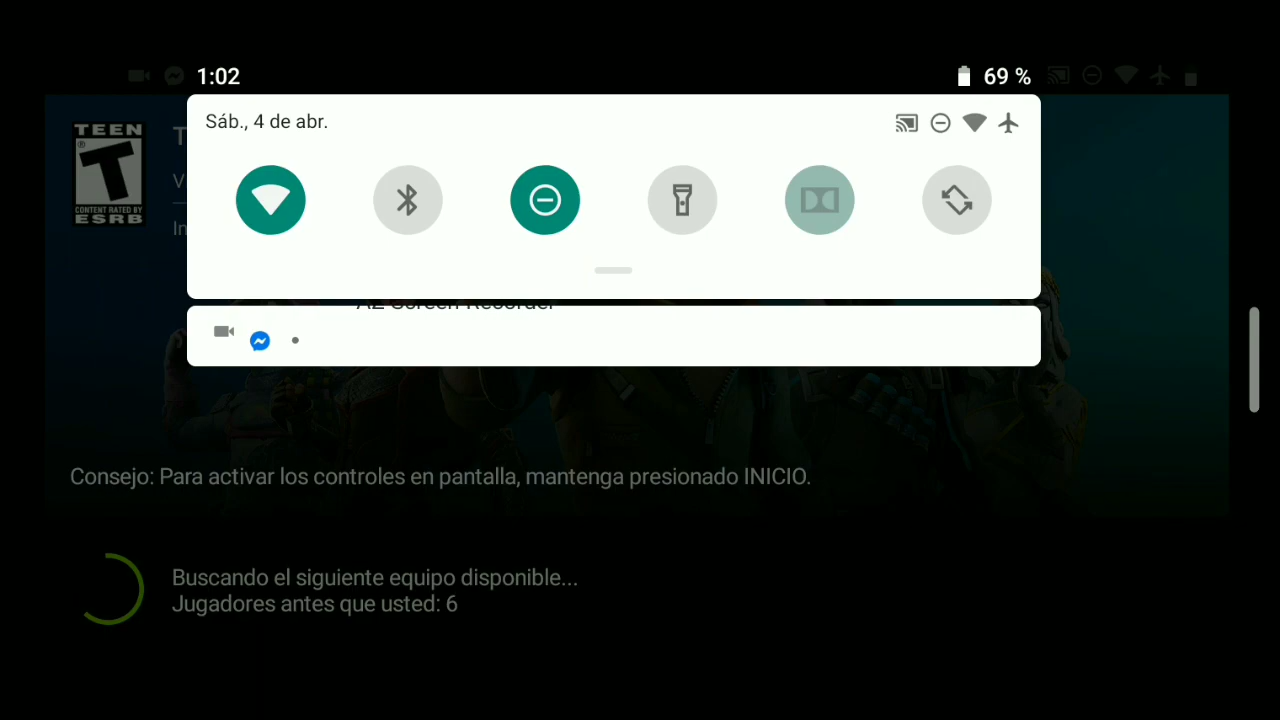 1:02
69 %
Sáb., 4 de abr.
TEEN
T
®
CONTENT RATED BY
ESRB
AZ Screen Recorder
Consejo: Para activar los controles en pantalla, mantenga presionado INICIO.
Buscando el siguiente equipo disponible...
Jugadores antes que usted: 6